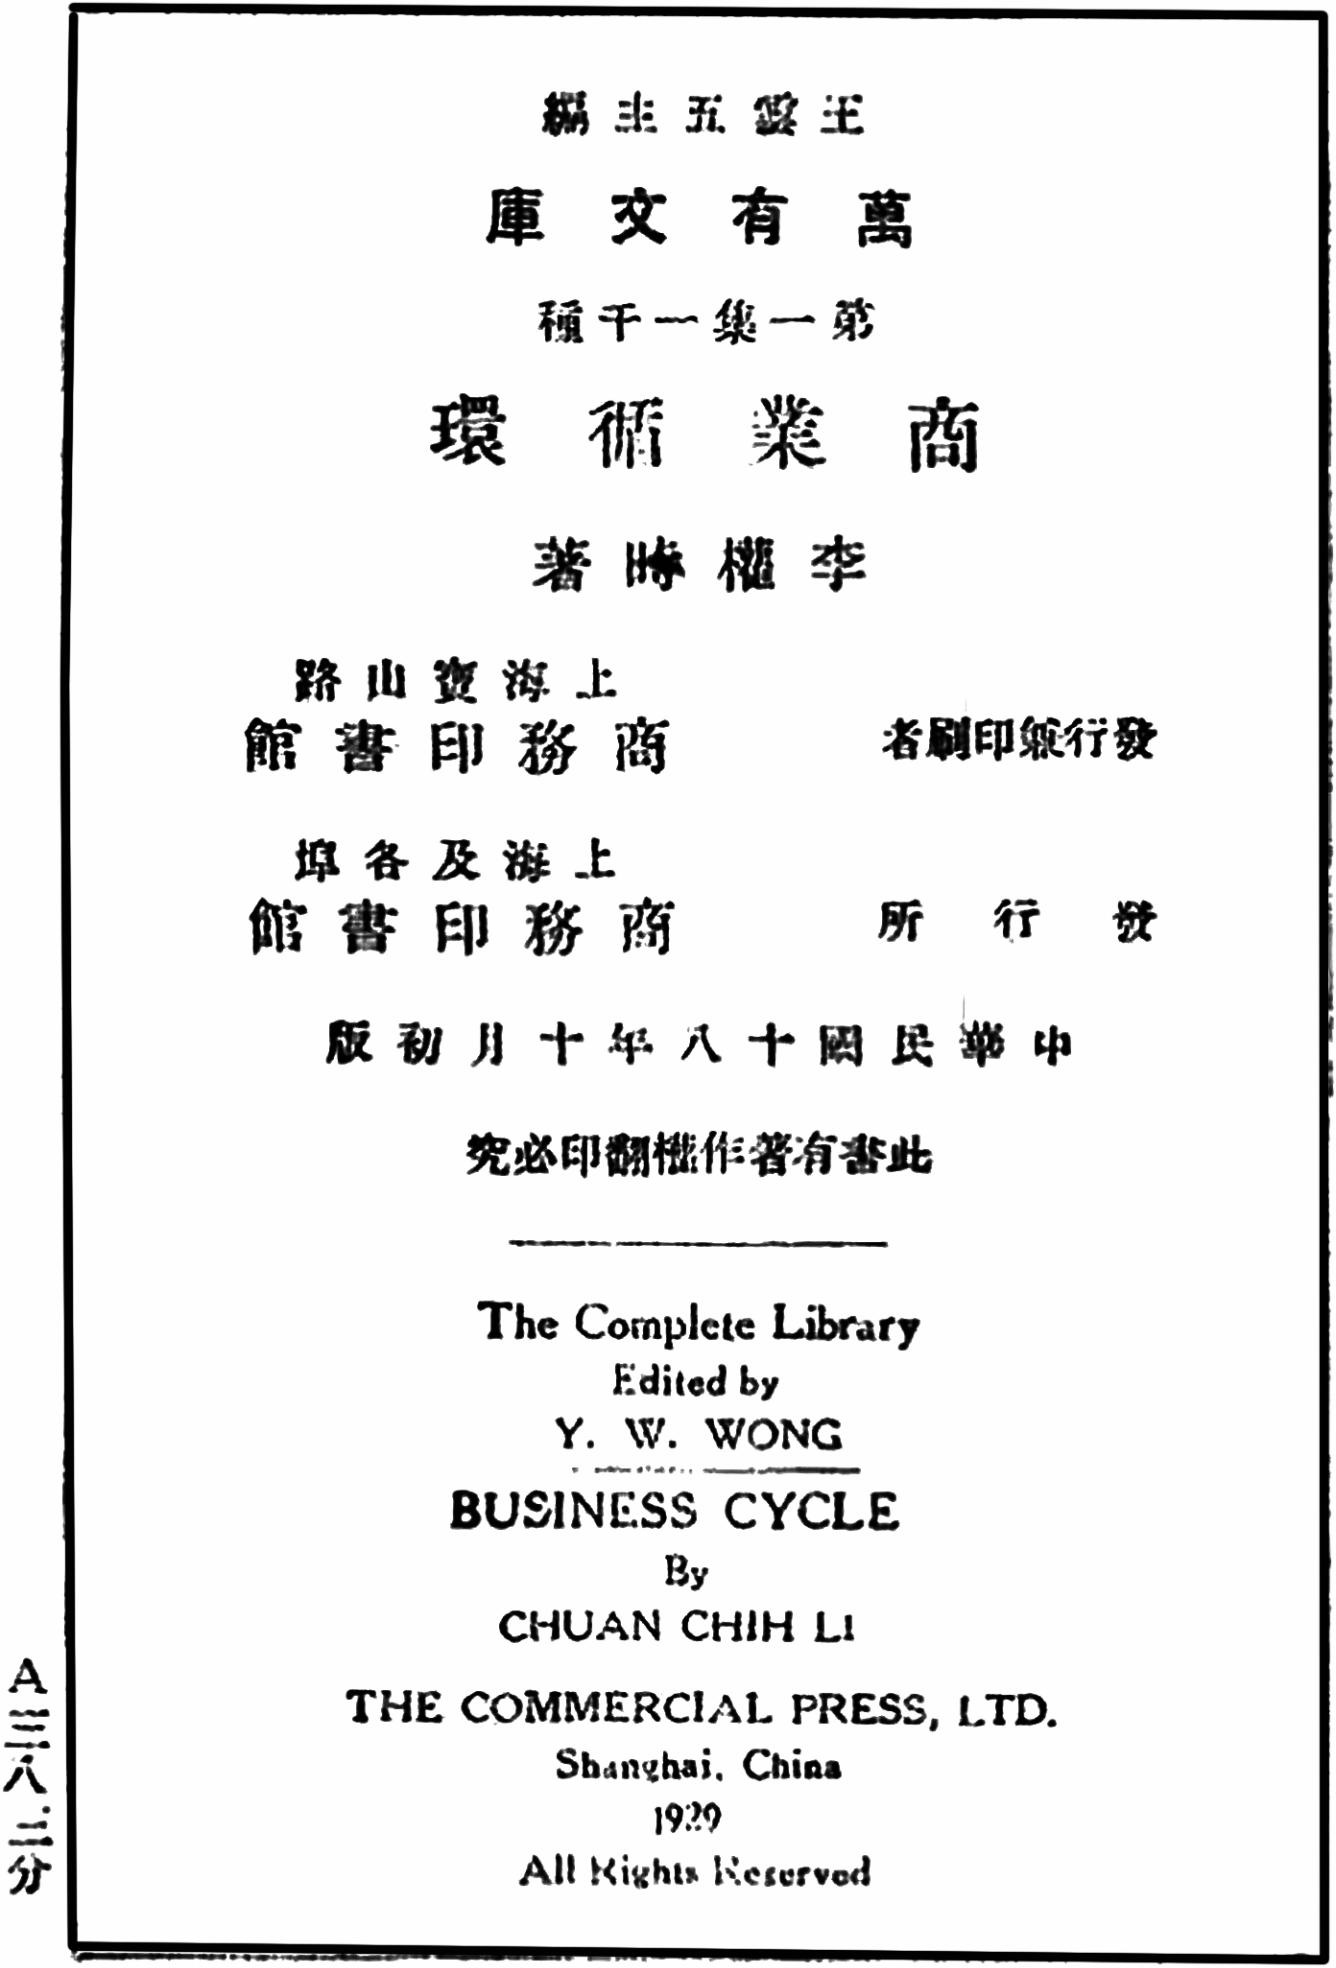 王雲五主編
萬有文庫
第一集一千種
商業循環
李權時著
發行兼印刷者
上海寶山路
商務印書館
發行所
上海及各埠
商務印書館
中華民國十八年十月初版
此書有著作權翻印必究
The Complete Library
Edited by
Y. W. WONG
BUSINESS CYCLE
By
CHUAN CHIH LI
THE COMMERCIAL PRESS, LTD.
Shanghai, China
1929
All Rights Reserved
A八分